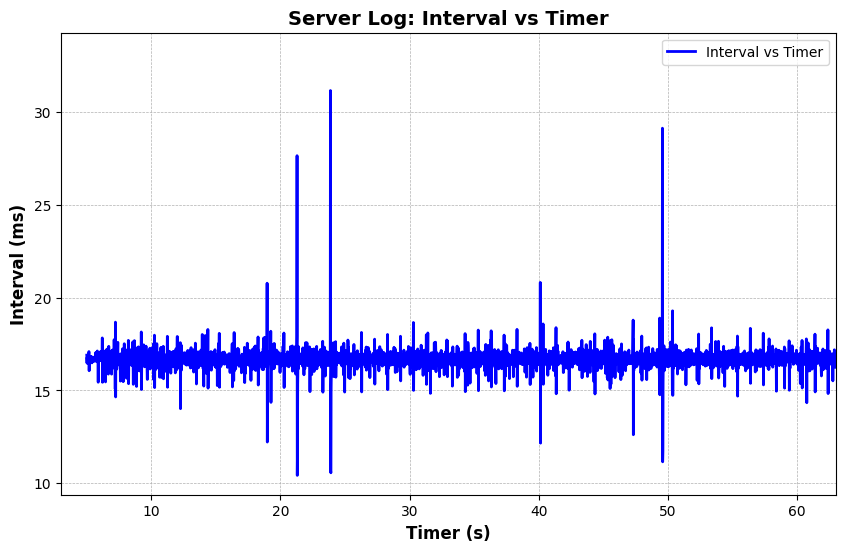 Server Log: Interval vs Timer
Interval vs Timer
30
25
20
15
10
Interval (ms)
10 20 30 40 50 60
Timer (s)